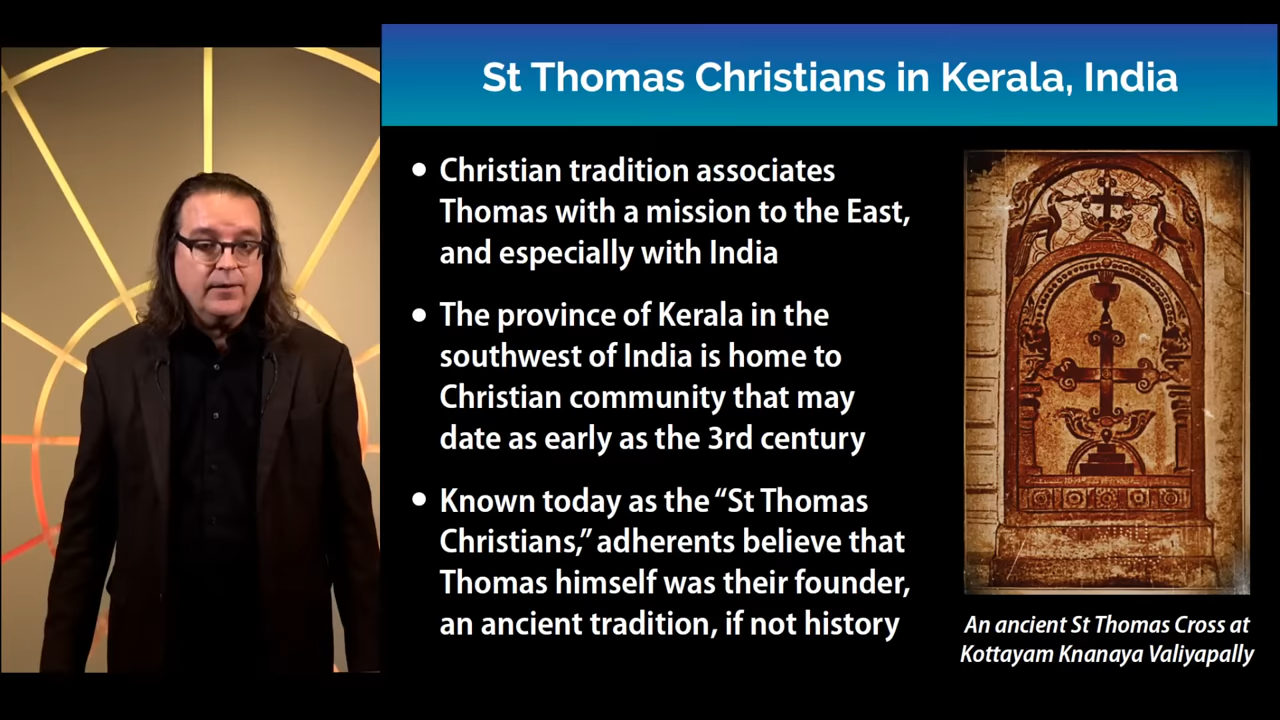 St Thomas Christians in Kerala, India
• Christian tradition associates
Thomas with a mission to the East,
and especially with India
• The province of Kerala in the
southwest of India is home to
Christian community that may
date as early as the 3rd century
• Known today as the “St Thomas
Christians,” adherents believe that
Thomas himself was their founder,
an ancient tradition, if not history
An ancient St Thomas Cross at
Kottayam Knanaya Valiyapally